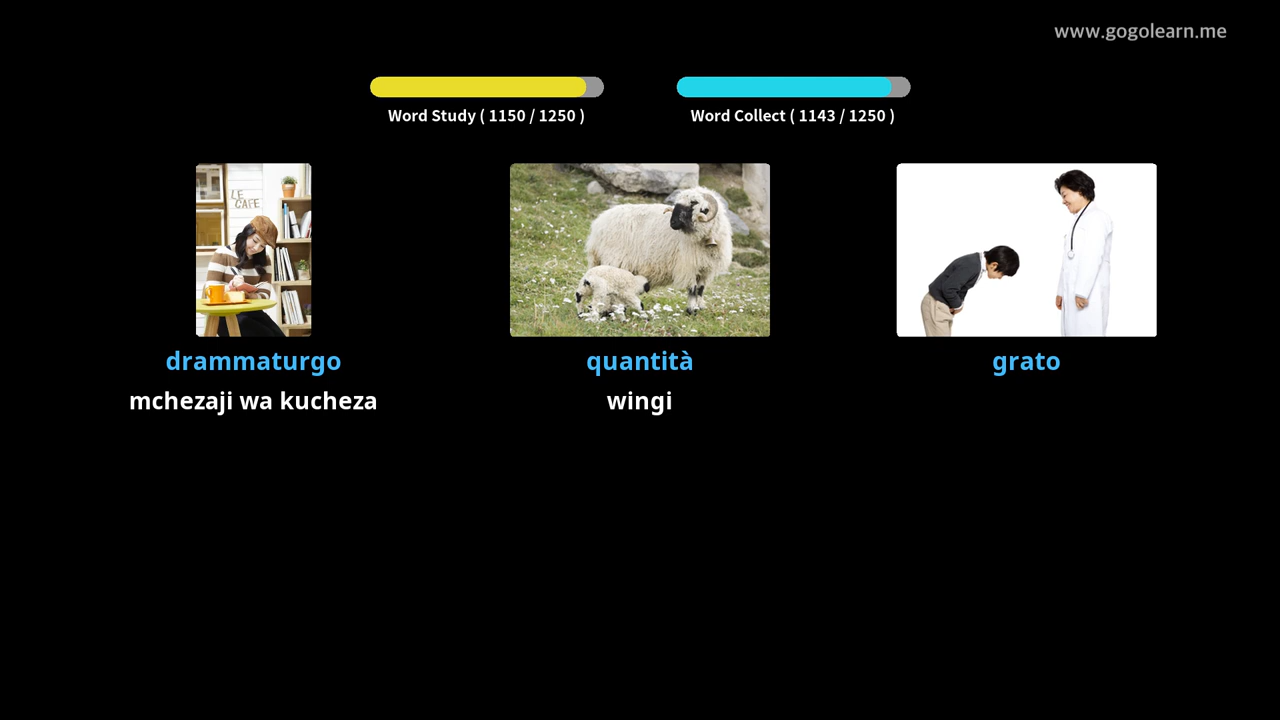 www.gogolearn.me
Word Study ( 1150 / 1250 )
Word Collect ( 1143 / 1250 )
LE
CAFE
drammaturgo
quantità
grato
mchezaji wa kucheza
wingi